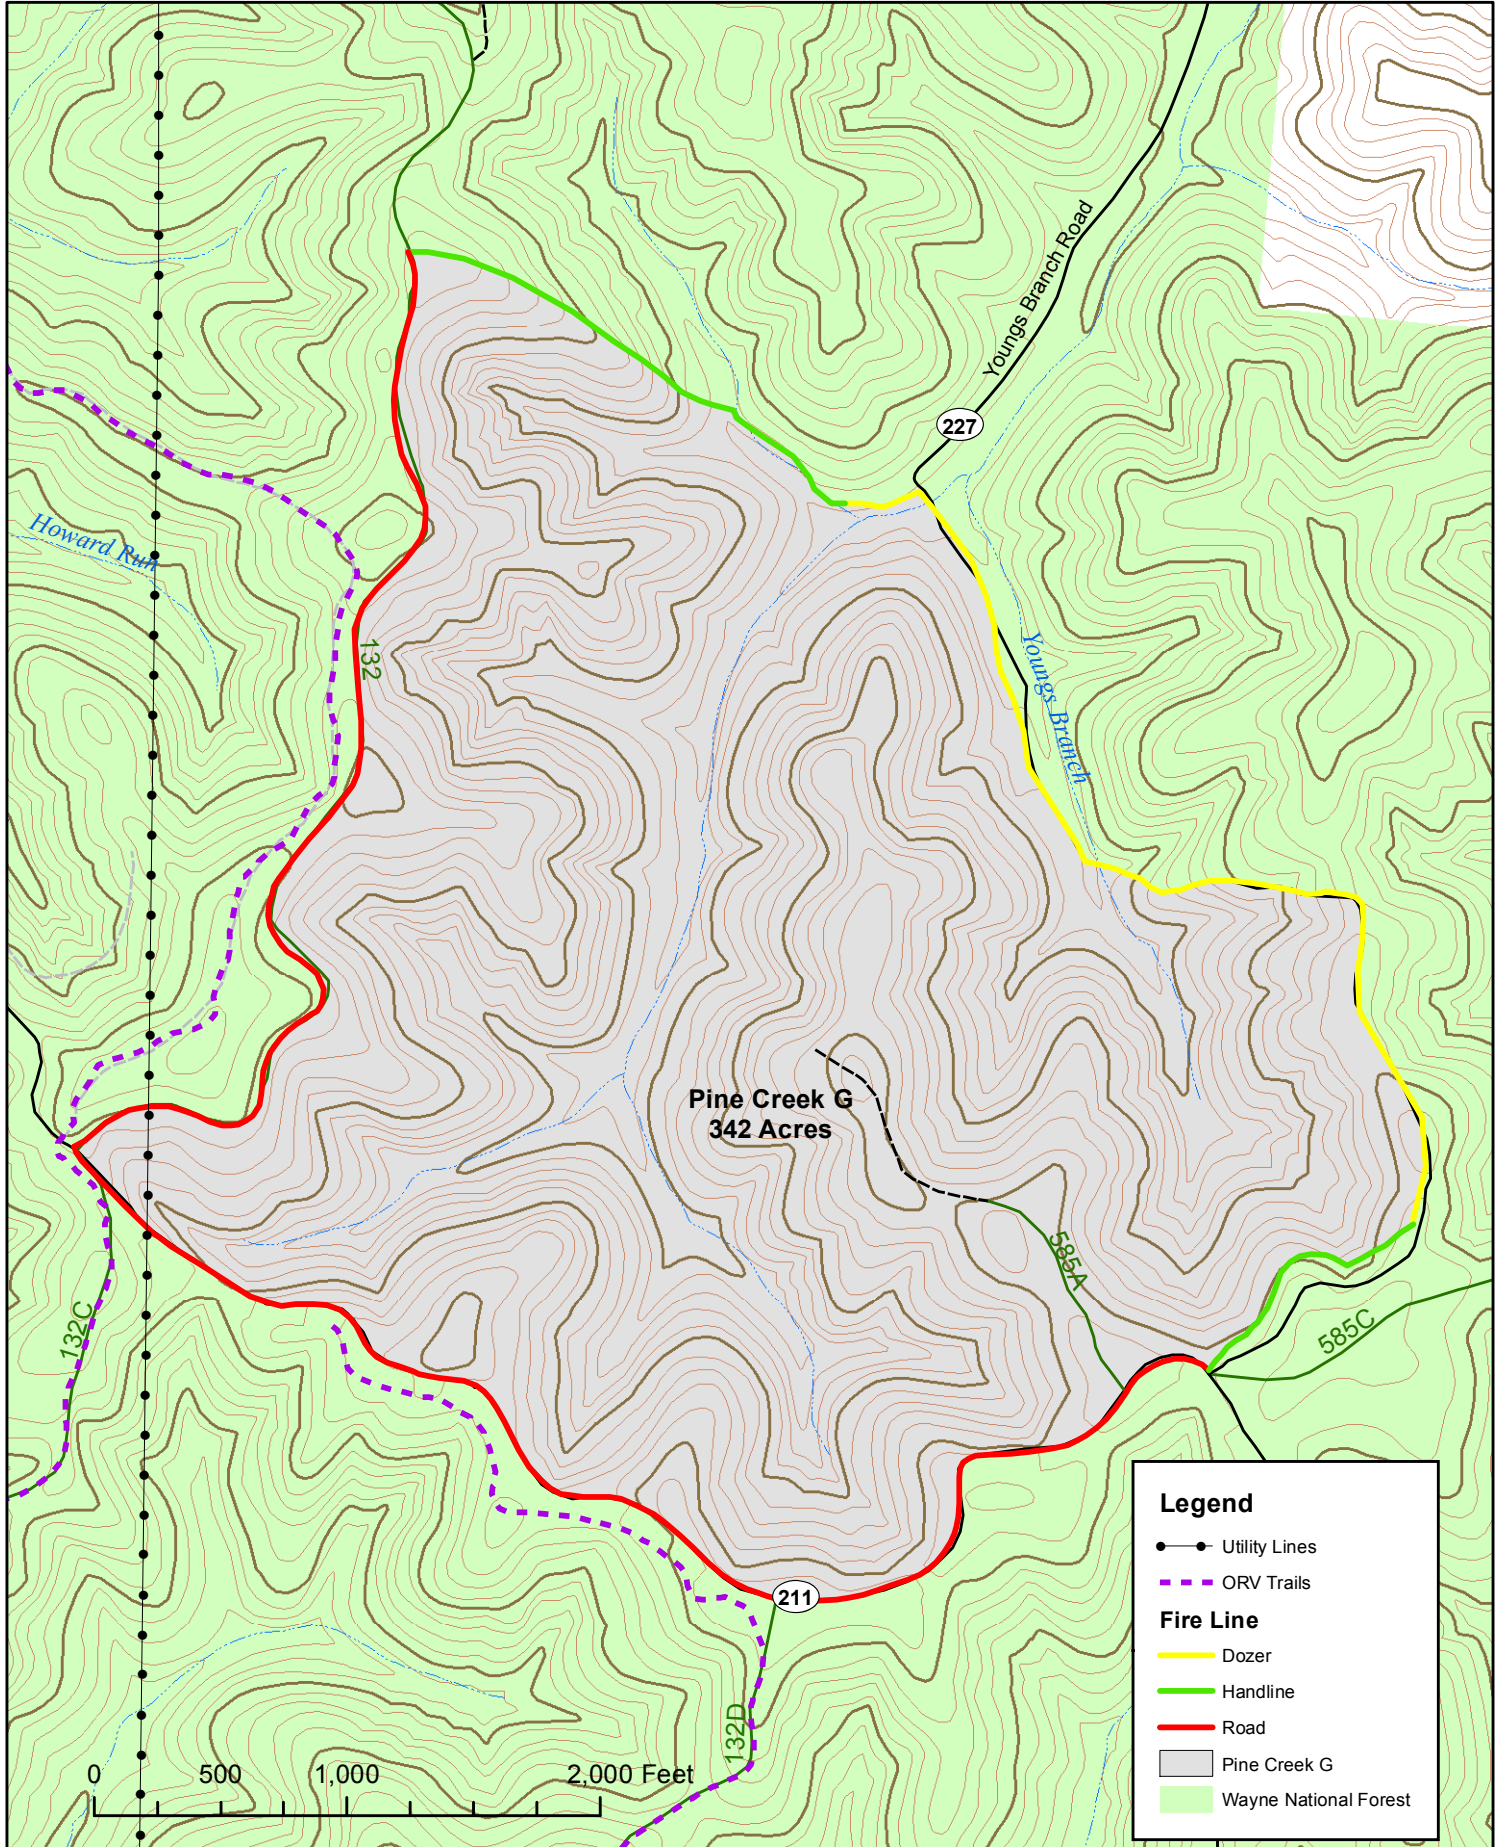 Youngs Branch Road
227
Howard Run
132
Youngs Branch
Pine Creek G
342 Acres
585A
132C
585C
211
132D
0 500 1,000 2,000 Feet
Legend
Utility Lines
ORV Trails
Fire Line
Dozer
Handline
Road
Pine Creek G
Wayne National Forest